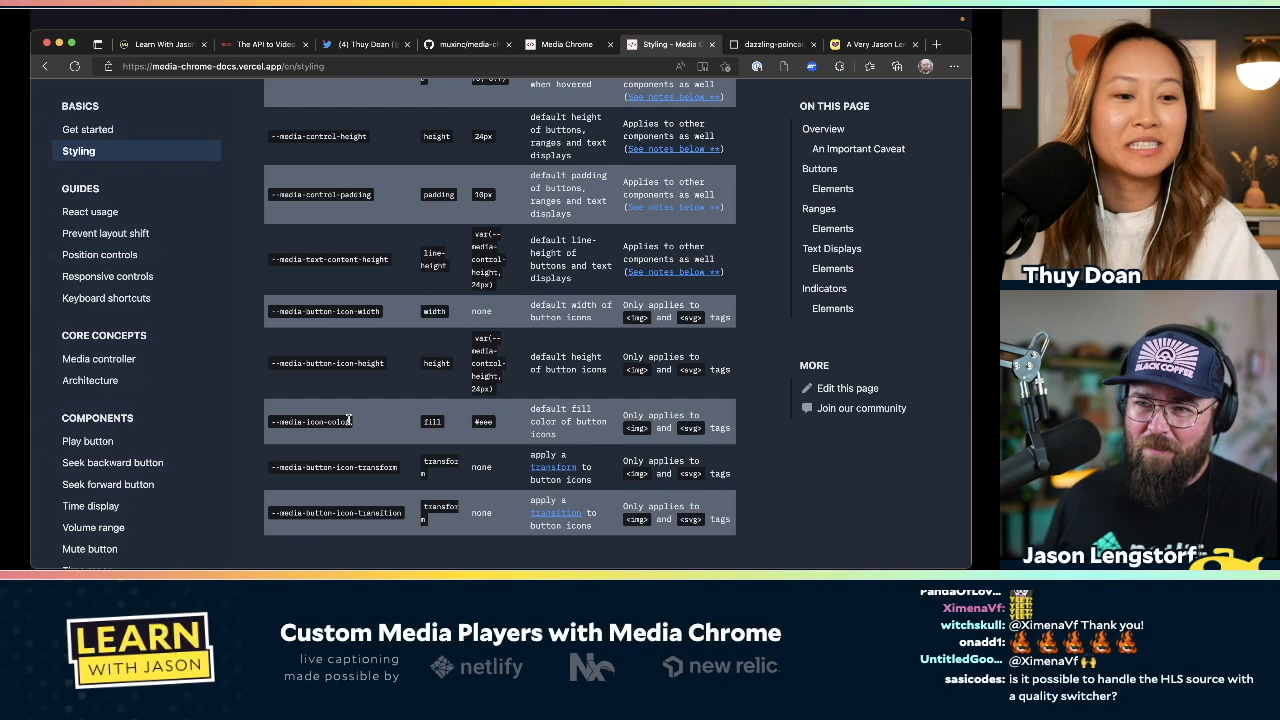 Learn With Jason
The API to Video
(4) Thuy Doan (
muxinc/media-c
Media Chrome
Styling - Media C
dazzling-poincar
A Very Jason Len
https://media-chrome-docs.vercel.app/en/styling
BASICS
Get started
Styling
GUIDES
React usage
Prevent layout shift
Position controls
Responsive controls
Keyboard shortcuts
CORE CONCEPTS
Media controller
Architecture
COMPONENTS
Play button
Seek backward button
Seek forward button
Time display
Volume range
Mute button
when hovered
components as well
(See notes below **)
--media-control-height
height
24px
default height
of buttons,
ranges and text
displays
Applies to other
components as well
(See notes below **)
--media-control-padding
padding
10px
default padding
of buttons,
ranges and text
displays
Applies to other
components as well
(See notes below **)
--media-text-content-height
line-
height
var(--
media-
control-
height,
24px)
default line-
height of
buttons and text
displays
Applies to other
components as well
(See notes below **)
--media-button-icon-width
width
none
default width of
button icons
Only applies to
<img> and <svg> tags
--media-button-icon-height
height
var(--
media-
control-
height,
24px)
default height
of button icons
Only applies to
<img> and <svg> tags
--media-icon-color
fill
#eee
default fill
color of button
icons
Only applies to
<img> and <svg> tags
--media-button-icon-transform
transfor
m
none
apply a
transform to
button icons
Only applies to
<img> and <svg> tags
--media-button-icon-transition
transfor
m
none
apply a
transition to
button icons
Only applies to
<img> and <svg> tags
ON THIS PAGE
Overview
An Important Caveat
Buttons
Elements
Ranges
Elements
Text Displays
Elements
Indicators
Elements
MORE
Edit this page
Join our community
Thuy Doan
BLACK COFFEE
Jason Lengstorf
LEARN
WITH JASON
Custom Media Players with Media Chrome
live captioning
made possible by
netlify
new relic.
PandaOfLov...
XimenaVf: YEET! YEET! YEET!
witchskull: @XimenaVf Thank you!
onadd1:
UntitledGoo... @XimenaVf
sasicodes: is it possible to handle the HLS source with
a quality switcher?